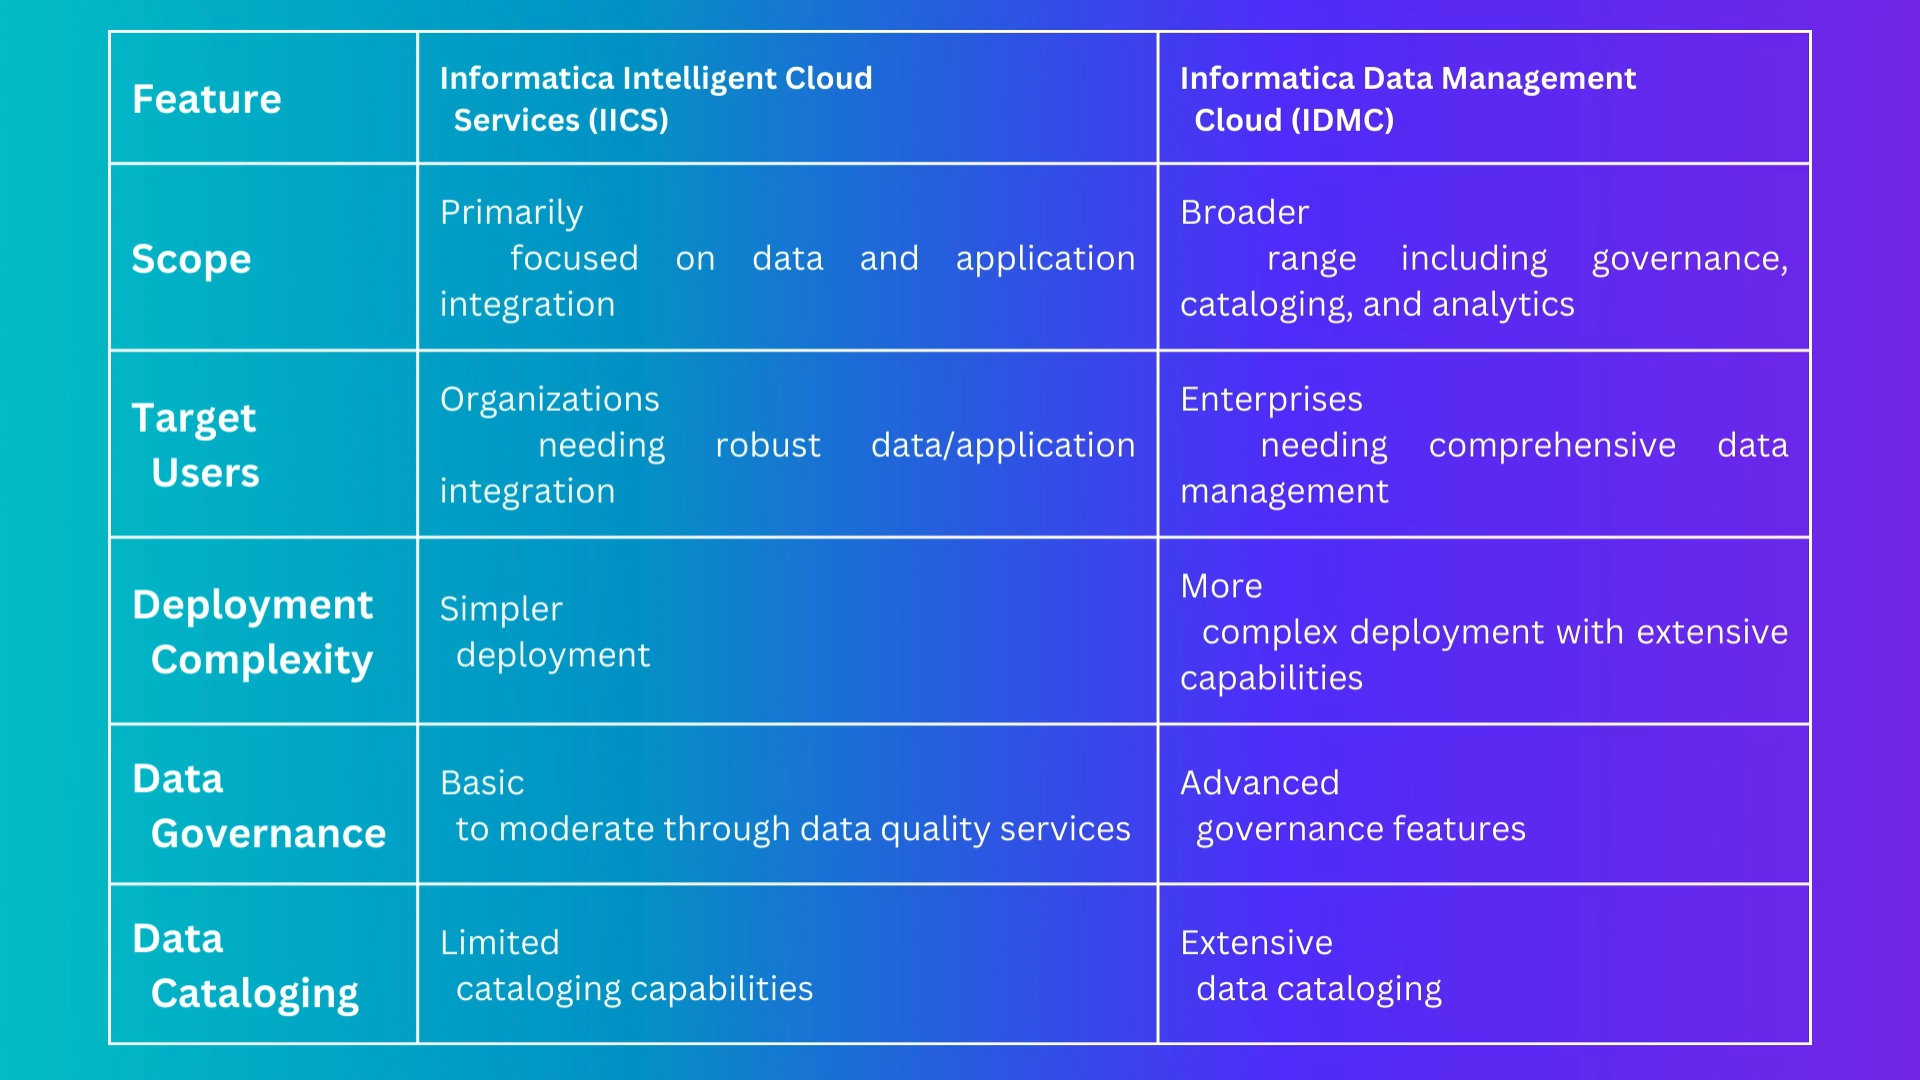 Feature
Informatica Intelligent Cloud
Services (IICS)
Informatica Data Management
Cloud (IDMC)
Scope
Primarily
focused on data and application
integration
Broader
range including governance,
cataloging, and analytics
Target
Users
Organizations
needing robust data/application
integration
Enterprises
needing comprehensive data
management
Deployment
Complexity
Simpler
deployment
More
complex deployment with extensive
capabilities
Data
Governance
Basic
to moderate through data quality services
Advanced
governance features
Data
Cataloging
Limited
cataloging capabilities
Extensive
data cataloging